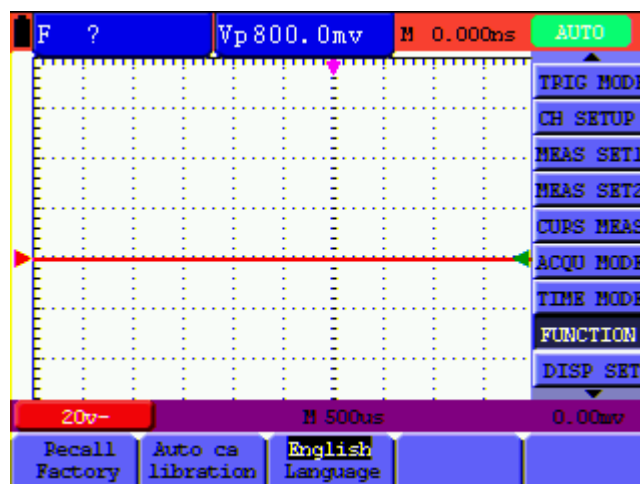 F ? Vp800.0mv M 0.000ns AUTO
TRIG MODE
CH SETUP
MEAS SET1
MEAS SET2
CURS MEAS
ACQU MODE
TIME MODE
FUNCTION
DISP SET
20v- M 500us 0.00mv
Recall Auto ca English
Factory libration Language